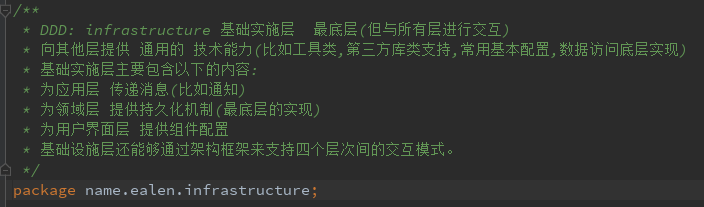 /**
* DDD: infrastructure 基础实施层  最底层(但与所有层进行交互)
* 向其他层提供 通用的 技术能力(比如工具类,第三方库类支持,常用基本配置,数据访问底层实现)
* 基础实施层主要包含以下的内容:
* 为应用层 传递消息(比如通知)
* 为领域层 提供持久化机制(最底层的实现)
* 为用户界面层 提供组件配置
* 基础设施层还能够通过架构框架来支持四个层次间的交互模式。
*/
package name.ealen.infrastructure;